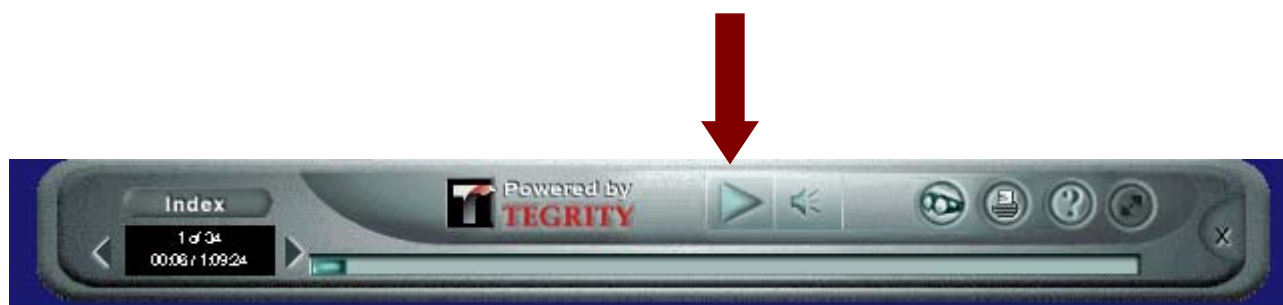 Index
1 of 34
00:06 / 1:09:24
Powered by
TEGRITY
X